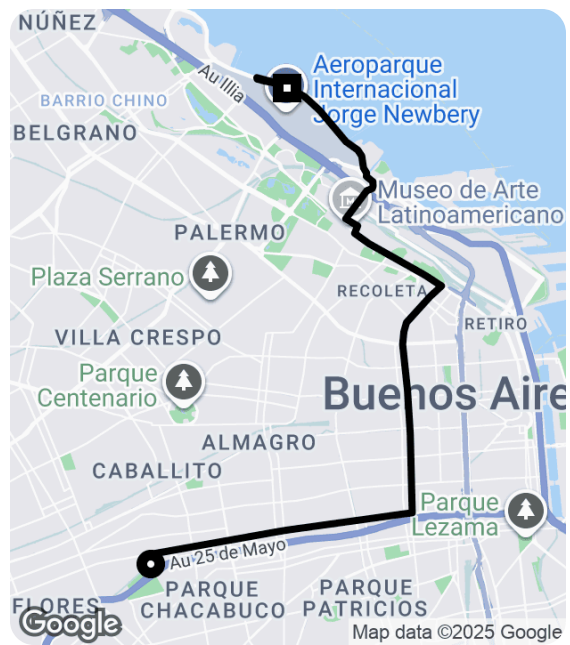 NÚÑEZ
Au Illia
Aeroparque
Internacional
Jorge Newbery
BARRIO CHINO
BELGRANO
Museo de Arte
Latinoamericano
PALERMO
Plaza Serrano
RECOLETA
RETIRO
VILLA CRESPO
Parque
Centenario
Buenos Aire
ALMAGRO
CABALLITO
Parque
Lezama
Au 25 de Mayo
PARQUE
CHACABUCO
PARQUE
PATRICIOS
FLORES
Google
Map data ©2025 Google